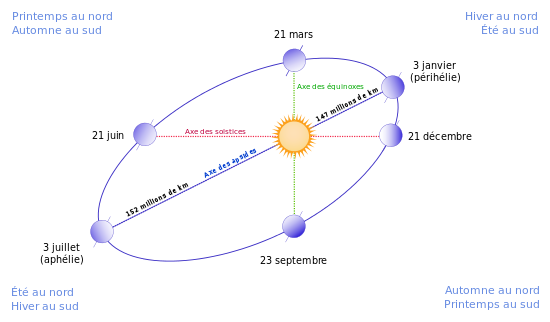 Printemps au nord
Automne au sud
Hiver au nord
Été au sud
21 mars
3 janvier
(périhélie)
Axe des équinoxes
147 millions de km
21 juin
Axe des solstices
21 décembre
Axe des apsides
152 millions de km
3 juillet
(aphélie)
23 septembre
Été au nord
Hiver au sud
Automne au nord
Printemps au sud